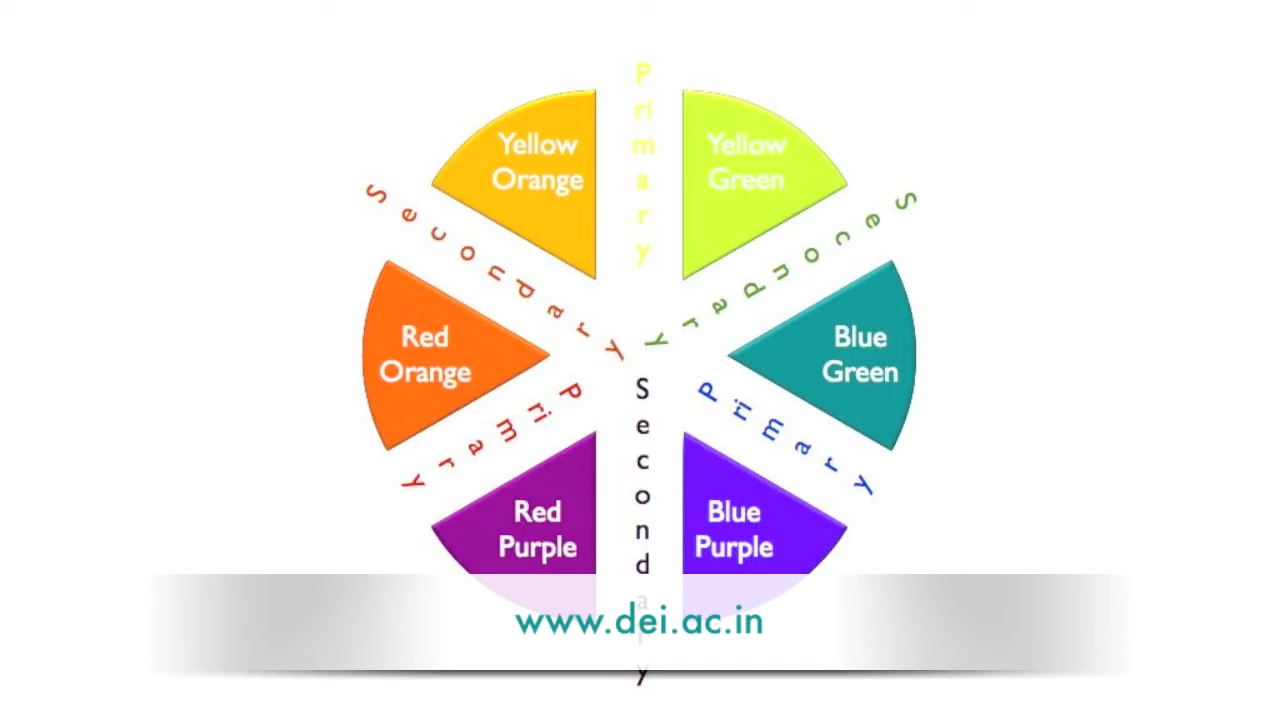 Primary
Yellow
Orange
Yellow
Green
Secondary
Secondary
Red
Orange
Blue
Green
Primary
Secondary
Primary
Red
Purple
Blue
Purple
www.dei.ac.in